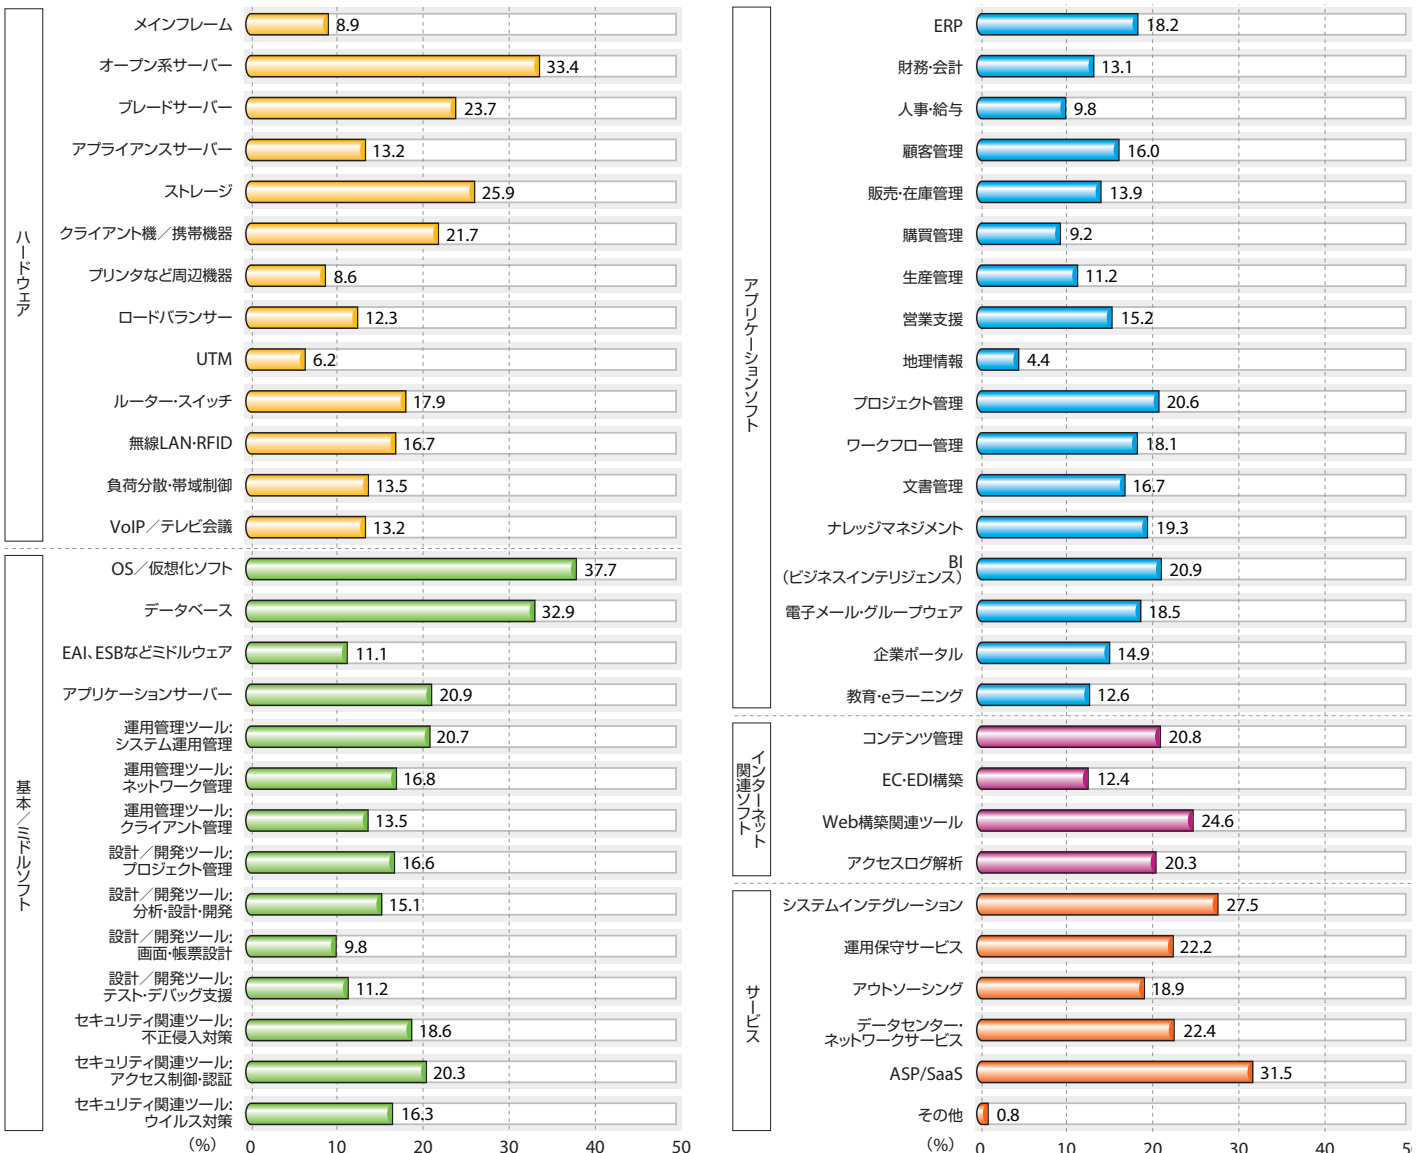 ハードウェア
メインフレーム 8.9
オープン系サーバー 33.4
ブレードサーバー 23.7
アプライアンスサーバー 13.2
ストレージ 25.9
クライアント機／携帯機器 21.7
プリンタなど周辺機器 8.6
ロードバランサー 12.3
UTM 6.2
ルーター・スイッチ 17.9
無線LAN・RFID 16.7
負荷分散・帯域制御 13.5
VoIP／テレビ会議 13.2
基本／ミドルソフト
OS／仮想化ソフト 37.7
データベース 32.9
EAI、ESBなどミドルウェア 11.1
アプリケーションサーバー 20.9
運用管理ツール:
システム運用管理 20.7
運用管理ツール:
ネットワーク管理 16.8
運用管理ツール:
クライアント管理 13.5
設計／開発ツール:
プロジェクト管理 16.6
設計／開発ツール:
分析・設計・開発 15.1
設計／開発ツール:
画面・帳票設計 9.8
設計／開発ツール:
テスト・デバッグ支援 11.2
セキュリティ関連ツール:
不正侵入対策 18.6
セキュリティ関連ツール:
アクセス制御・認証 20.3
セキュリティ関連ツール:
ウイルス対策 16.3
(%) 0 10 20 30 40 50
アプリケーションソフト
ERP 18.2
財務・会計 13.1
人事・給与 9.8
顧客管理 16.0
販売・在庫管理 13.9
購買管理 9.2
生産管理 11.2
営業支援 15.2
地理情報 4.4
プロジェクト管理 20.6
ワークフロー管理 18.1
文書管理 16.7
ナレッジマネジメント 19.3
BI
（ビジネスインテリジェンス） 20.9
電子メール・グループウェア 18.5
企業ポータル 14.9
教育・eラーニング 12.6
インターネット
関連ソフト
コンテンツ管理 20.8
EC・EDI構築 12.4
Web構築関連ツール 24.6
アクセスログ解析 20.3
サービス
システムインテグレーション 27.5
運用保守サービス 22.2
アウトソーシング 18.9
データセンター・
ネットワークサービス 22.4
ASP/SaaS 31.5
その他 0.8
(%) 0 10 20 30 40